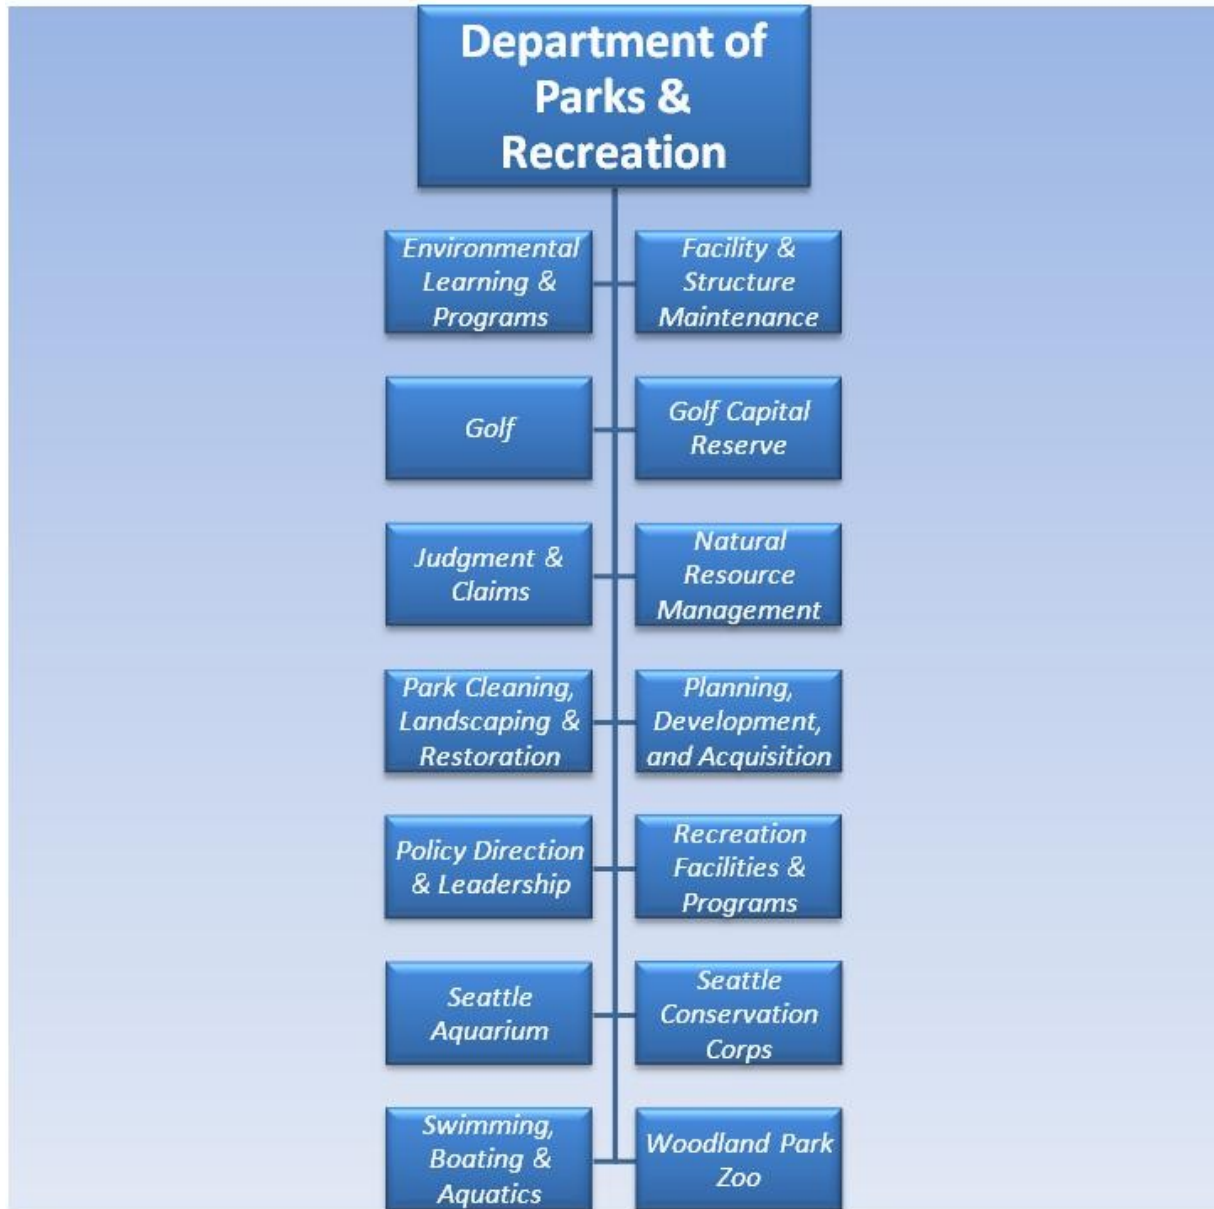 Department of
Parks &
Recreation
Environmental
Learning &
Programs
Facility &
Structure
Maintenance
Golf
Golf Capital
Reserve
Judgment &
Claims
Natural
Resource
Management
Park Cleaning,
Landscaping &
Restoration
Planning,
Development,
and Acquisition
Policy Direction
& Leadership
Recreation
Facilities &
Programs
Seattle
Aquarium
Seattle
Conservation
Corps
Swimming,
Boating &
Aquatics
Woodland Park
Zoo